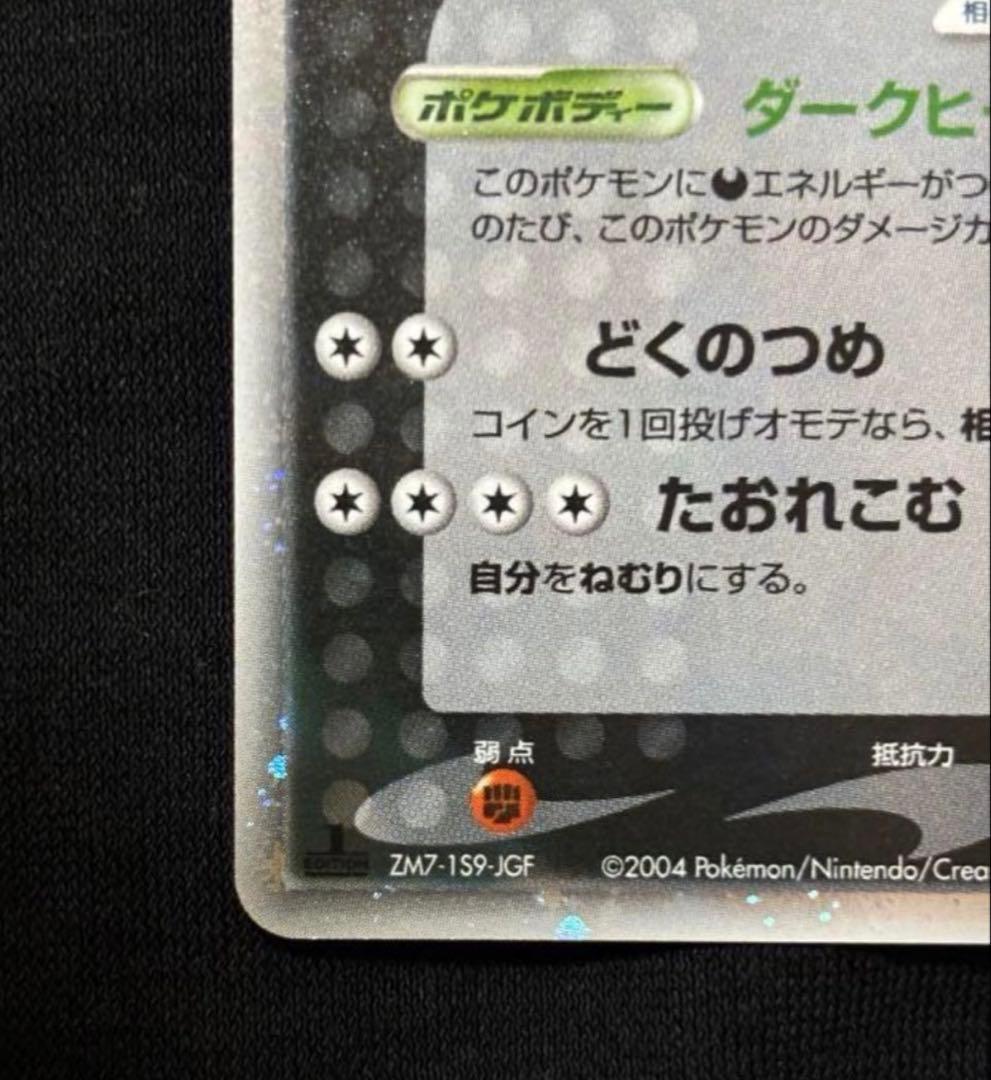 相
ポケボディー ダークヒー
このポケモンにエネルギーがつ
のたび、このポケモンのダメージカ
どくのつめ
コインを1回投げオモテなら、相
たおれこむ
自分をねむりにする。
弱点 抵抗力
1
EDITION
ZM7-1S9-JGF ©2004 Pokémon/Nintendo/Crea